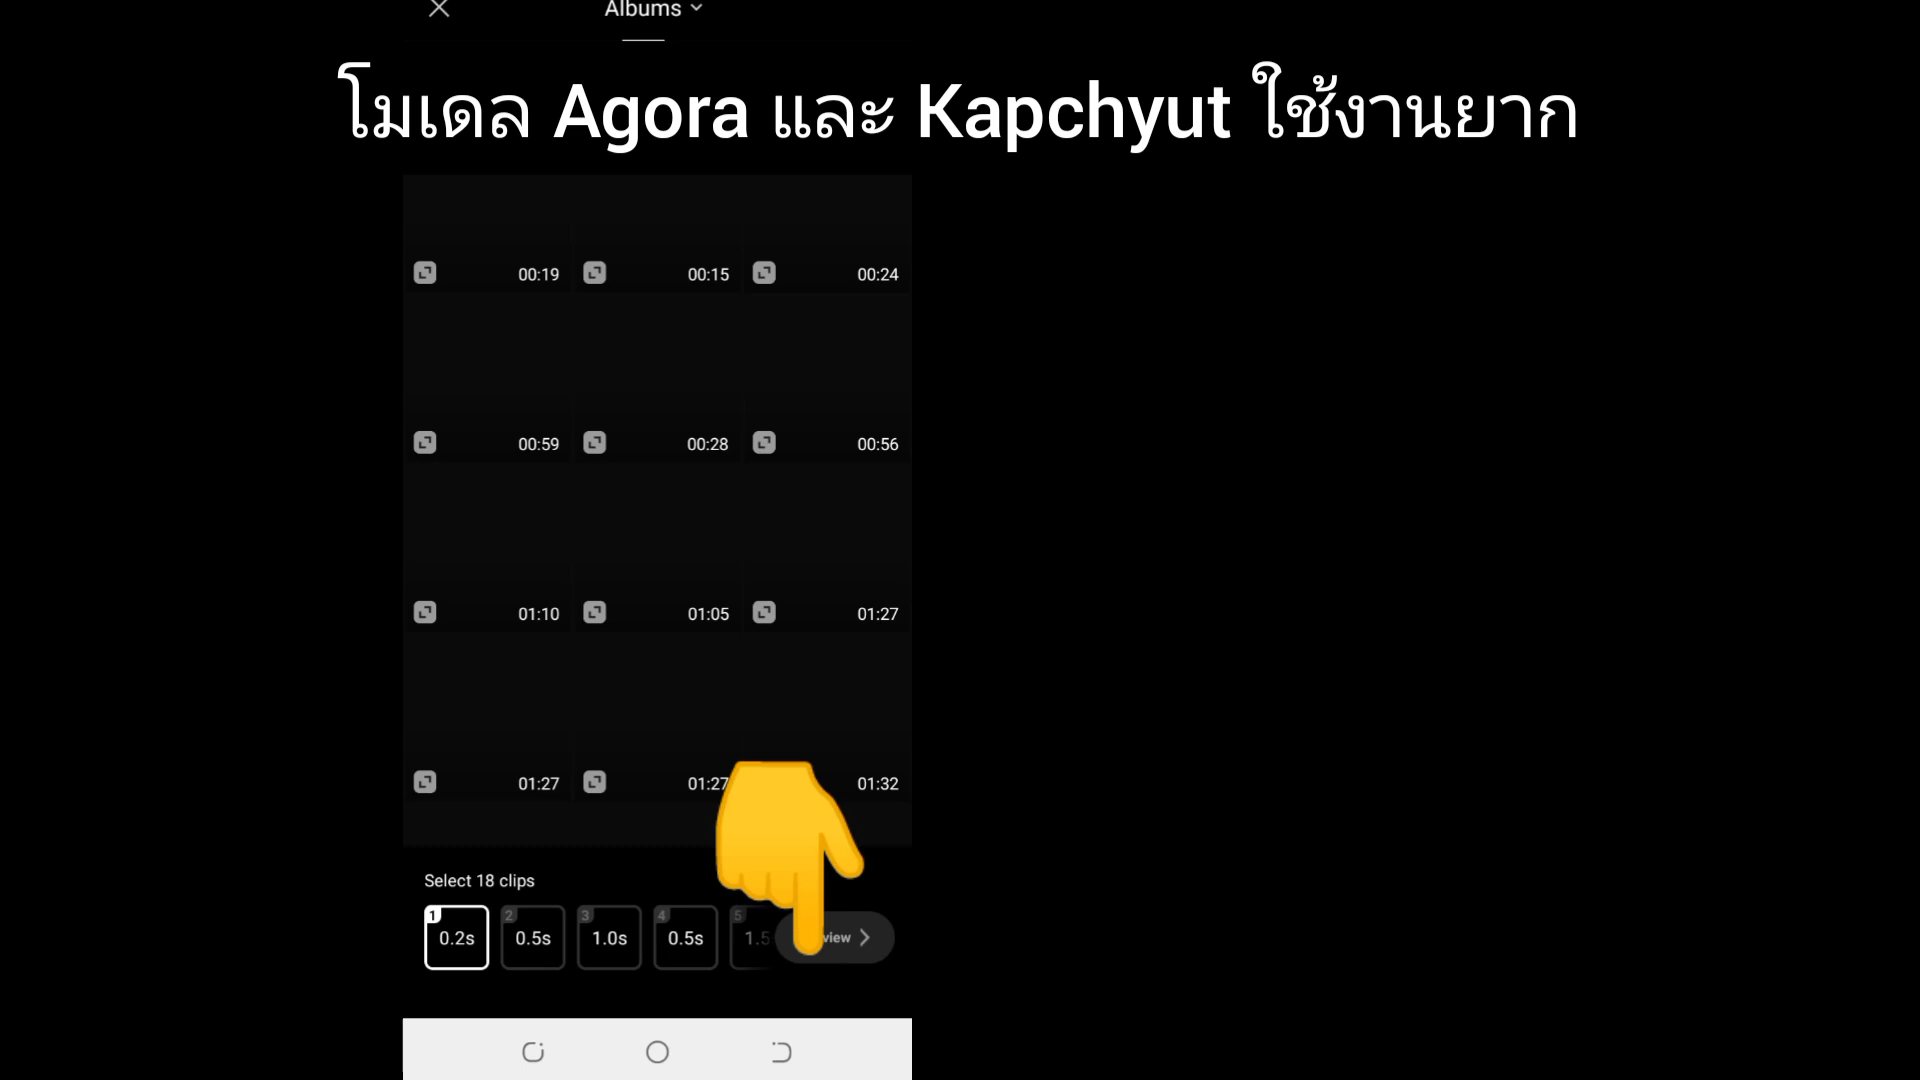 Albums
โมเดล Agora และ Kapchyut ใช้งานยาก
00:19 00:15 00:24
00:59 00:28 00:56
01:10 01:05 01:27
01:27 01:27 01:32
Select 18 clips
1 2 3 4 5
0.2s 0.5s 1.0s 0.5s 1.5
view